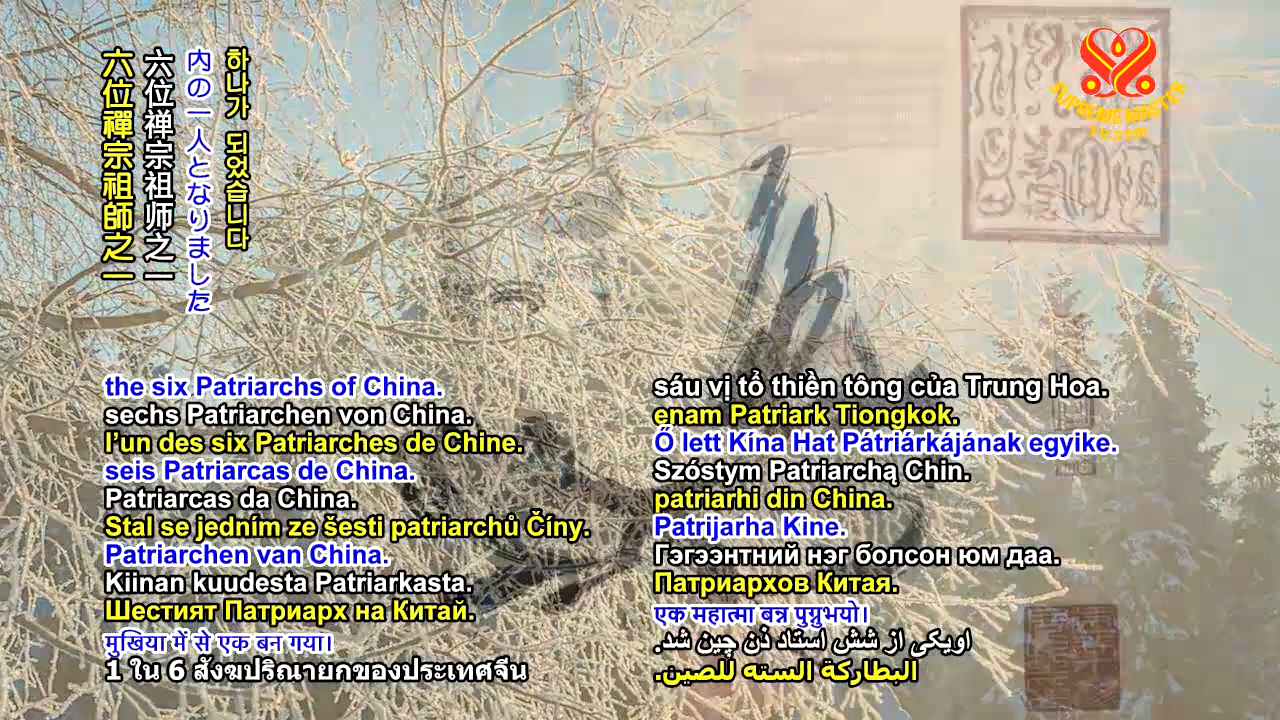 하나가 되었습니다
内の一人となりました
六位禅宗祖师之一
六位禪宗祖師之一
SUPREME MASTER
TV.com
the six Patriarchs of China.
sechs Patriarchen von China.
l’un des six Patriarches de Chine.
seis Patriarcas de China.
Patriarcas da China.
Stal se jedním ze šesti patriarchů Číny.
Patriarchen van China.
Kiinan kuudesta Patriarkasta.
Шестият Патриарх на Китай.
मुखिया में से एक बन गया।
1 ใน 6 สังฆปริณายกของประเทศจีน
sáu vị tổ thiền tông của Trung Hoa.
enam Patriark Tiongkok.
Ő lett Kína Hat Pátriárkájának egyike.
Szóstym Patriarchą Chin.
patriarhi din China.
Patrijarha Kine.
Гэгээнтний нэг болсон юм даа.
Патриархов Китая.
एक महात्मा बन्न पुग्नुभयो।
اویکی از شش استاد ذن چین شد.
البطاركة السته للصين.